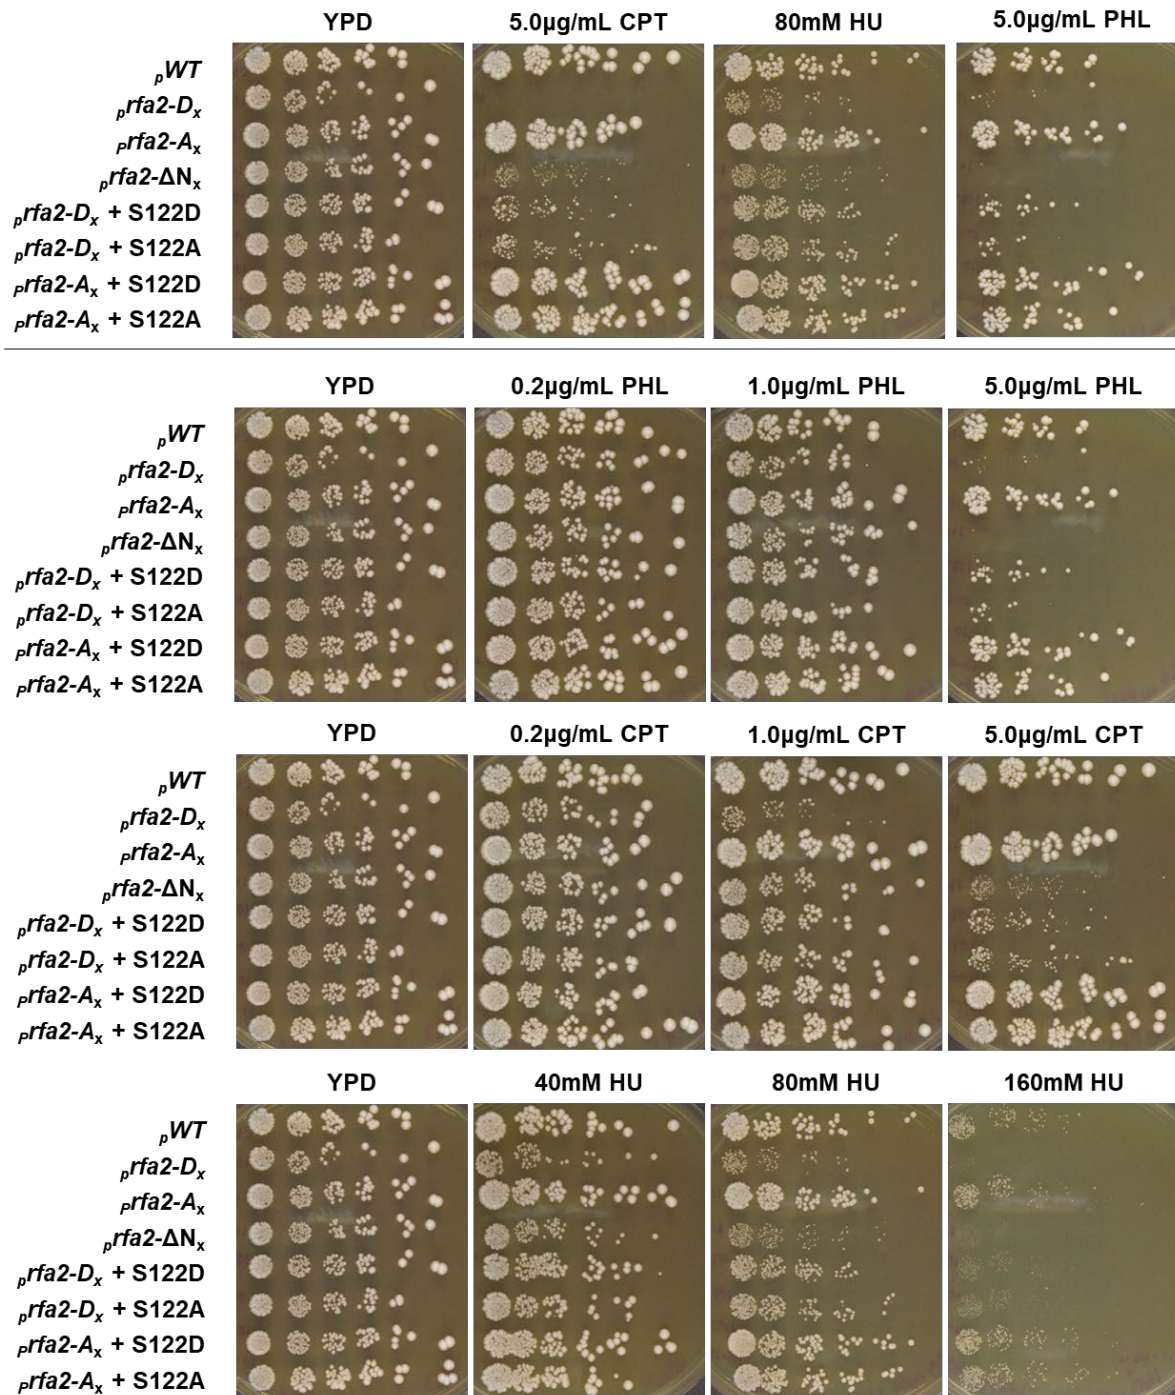 YPD 5.0µg/mL CPT 80mM HU 5.0µg/mL PHL
pWT
prfa2-Dx
Prfa2-Ax
prfa2-ΔNx
prfa2-Dx + S122D
prfa2-Dx + S122A
Prfa2-Ax + S122D
Prfa2-Ax + S122A
YPD 0.2µg/mL PHL 1.0µg/mL PHL 5.0µg/mL PHL
pWT
prfa2-Dx
Prfa2-Ax
prfa2-ΔNx
prfa2-Dx + S122D
prfa2-Dx + S122A
Prfa2-Ax + S122D
Prfa2-Ax + S122A
YPD 0.2µg/mL CPT 1.0µg/mL CPT 5.0µg/mL CPT
pWT
prfa2-Dx
Prfa2-Ax
prfa2-ΔNx
prfa2-Dx + S122D
prfa2-Dx + S122A
Prfa2-Ax + S122D
Prfa2-Ax + S122A
YPD 40mM HU 80mM HU 160mM HU
pWT
prfa2-Dx
Prfa2-Ax
prfa2-ΔNx
prfa2-Dx + S122D
prfa2-Dx + S122A
Prfa2-Ax + S122D
Prfa2-Ax + S122A